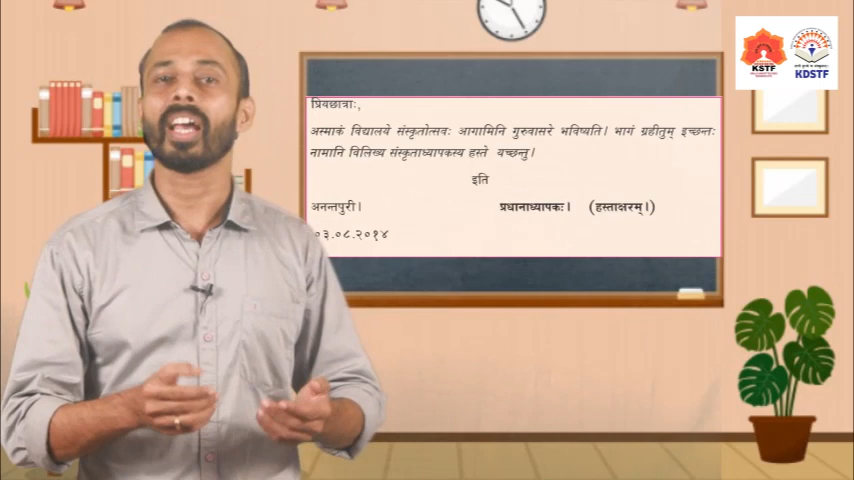 प्रियछात्राः,
अस्माकं विद्यालये संस्कृतोत्सवः आगामिनि गुरुवासरे भविष्यति। भागं ग्रहीतुम् इच्छन्तः
नामानि विलिख्य संस्कृताध्यापकस्य हस्ते यच्छन्तु।
इति
अनन्तपुरी। प्रधानाध्यापकः। (हस्ताक्षरम्।)
०३.०८.२०१४
KSTF
KDSTF